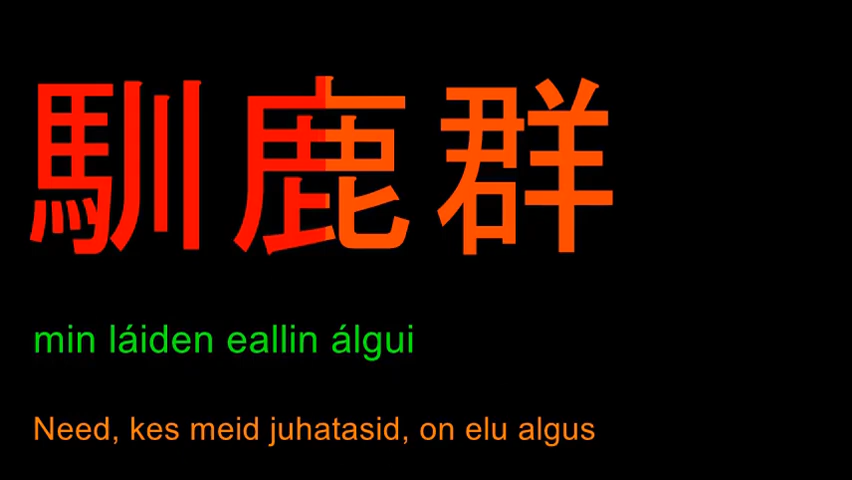 馴鹿群
min láiden eallin álgui
Need, kes meid juhatasid, on elu algus